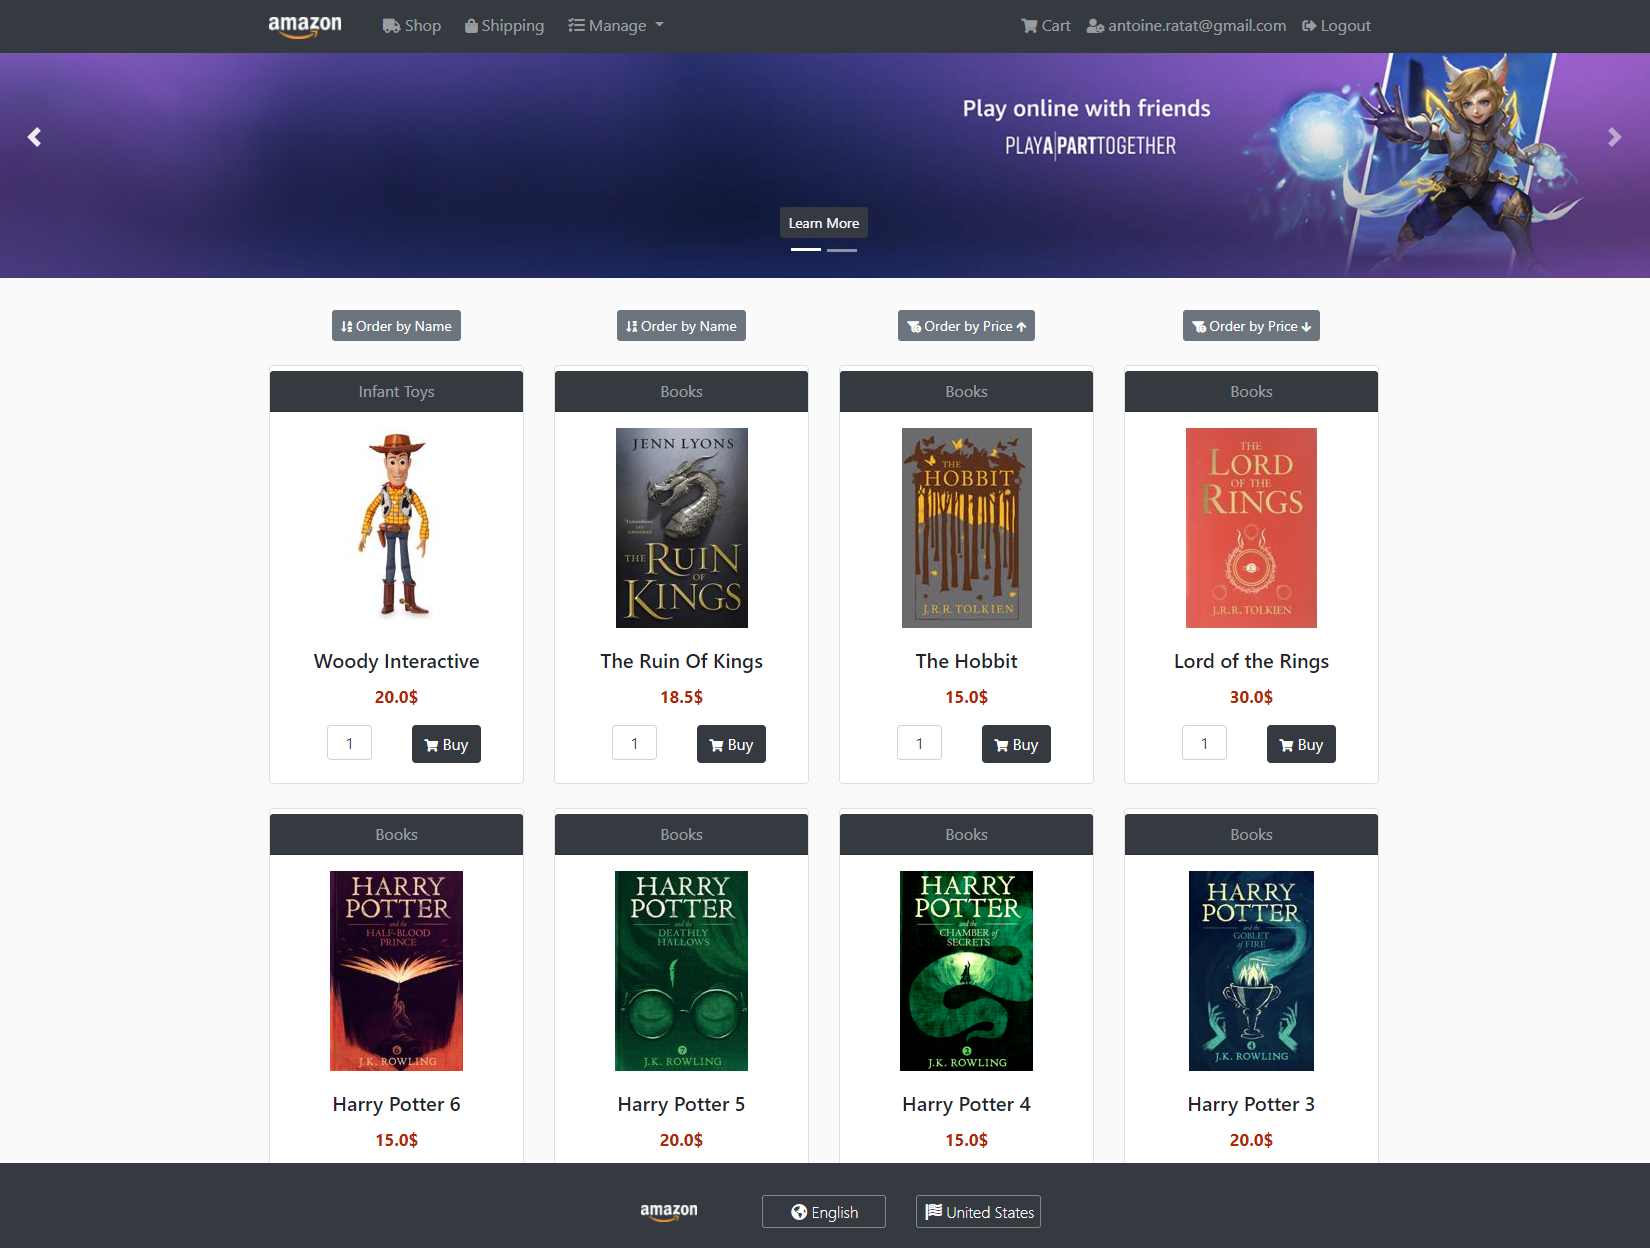 amazon Shop Shipping Manage Cart antoine.ratat@gmail.com Logout
Play online with friends
PLAYAPARTTOGETHER
Learn More
Order by Name Order by Name Order by Price Order by Price
Infant Toys Books Books Books
JENN LYONS
THE RUIN OF KINGS
THE HOBBIT
J.R.R.TOLKIEN
THE LORD OF THE RINGS
J.R.R.TOLKIEN
Woody Interactive The Ruin Of Kings The Hobbit Lord of the Rings
20.0$ 18.5$ 15.0$ 30.0$
1 Buy 1 Buy 1 Buy 1 Buy
Books Books Books Books
HARRY POTTER
and the
HALF-BLOOD
PRINCE
6
J.K. ROWLING
HARRY POTTER
and the
DEATHLY
HALLOWS
7
J.K. ROWLING
HARRY POTTER
and the
CHAMBER of
SECRETS
2
J.K. ROWLING
HARRY POTTER
and the
GOBLET
of FIRE
4
J.K. ROWLING
Harry Potter 6 Harry Potter 5 Harry Potter 4 Harry Potter 3
15.0$ 20.0$ 15.0$ 20.0$
amazon English United States